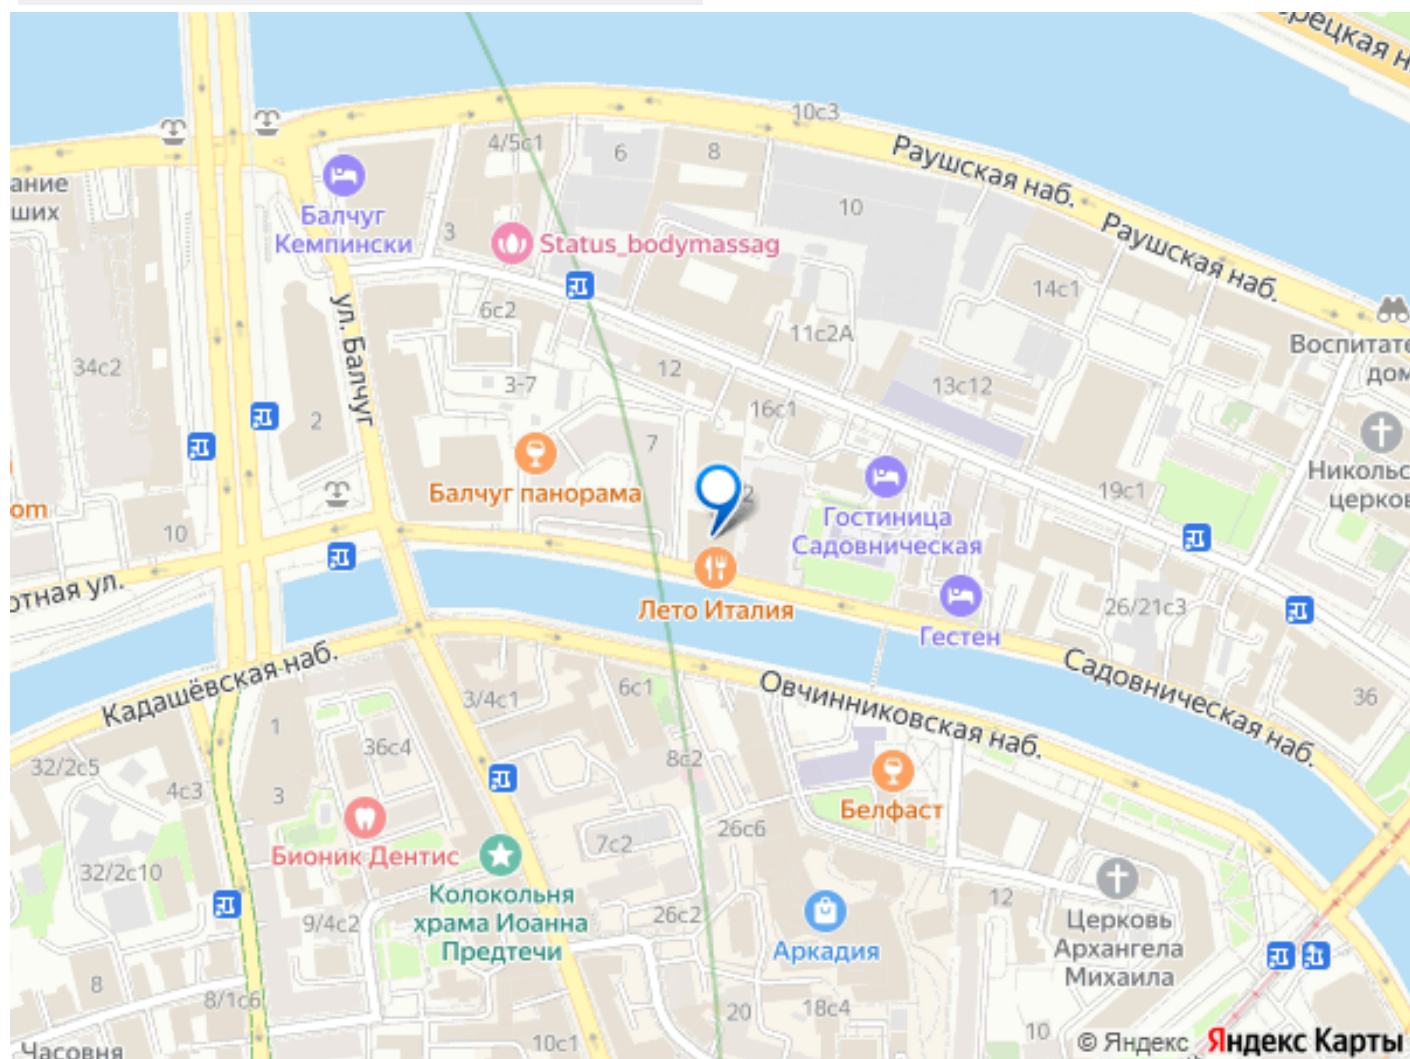 рецкая н
10с3
4/5с1
6
8
Раушская наб.
ание
ших
Балчуг
Кемпински
3
Status_bodymassag
10
Раушская наб.
14с1
6с2
ул. Балчуг
11с2А
Воспитате
дом
34с2
3-7
12
13с12
2
16с1
7
Никольс
церков
Балчуг панорама
2
19с1
om
10
Гостиница
Садовническая
отная ул.
Лето Италия
Гестен
26/21с3
Кадашёвская наб.
3/4с1
6с1
Овчинниковская наб.
Садовническая наб.
36
1
36с4
32/2с5
8с2
4с3
3
Белфаст
26с6
7с2
Бионик Дентис
32/2с10
Колокольня
храма Иоанна
Предтечи
9/4с2
26с2
Аркадия
12
Церковь
Архангела
Михаила
8
8/1с6
20
18с4
10с1
10
Часовня
© Яндекс Яндекс Карты